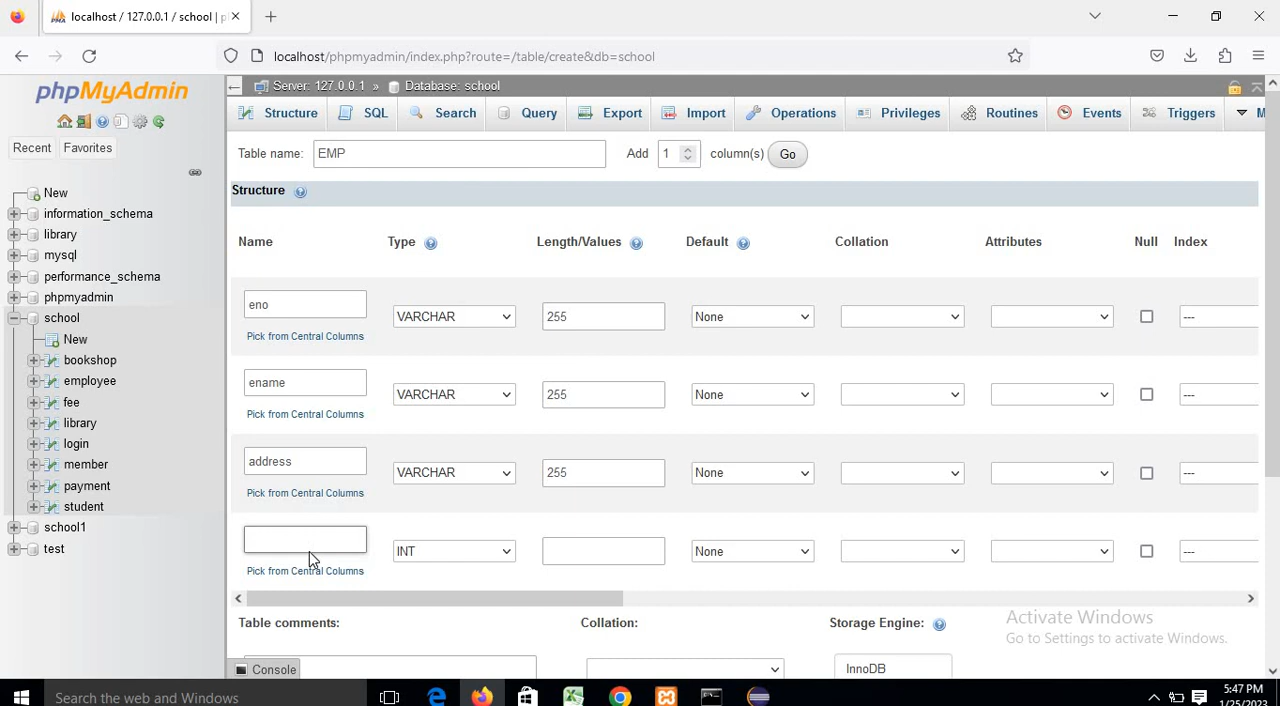 localhost / 127.0.0.1 / school | p
localhost/phpmyadmin/index.php?route=/table/create&db=school
phpMyAdmin
Recent
Favorites
New
information_schema
library
mysql
performance_schema
phpmyadmin
school
New
bookshop
employee
fee
library
login
member
payment
student
school1
test
Server: 127.0.0.1 » Database: school
Structure SQL Search Query Export Import Operations Privileges Routines Events Triggers M
Table name: EMP Add 1 column(s) Go
Structure
Name Type Length/Values Default Collation Attributes Null Index
eno VARCHAR 255 None ---
Pick from Central Columns
ename VARCHAR 255 None ---
Pick from Central Columns
address VARCHAR 255 None ---
Pick from Central Columns
INT None ---
Pick from Central Columns
Table comments: Collation: Storage Engine:
InnoDB
Console
Activate Windows
Go to Settings to activate Windows.
Search the web and Windows
5:47 PM
1/25/2023